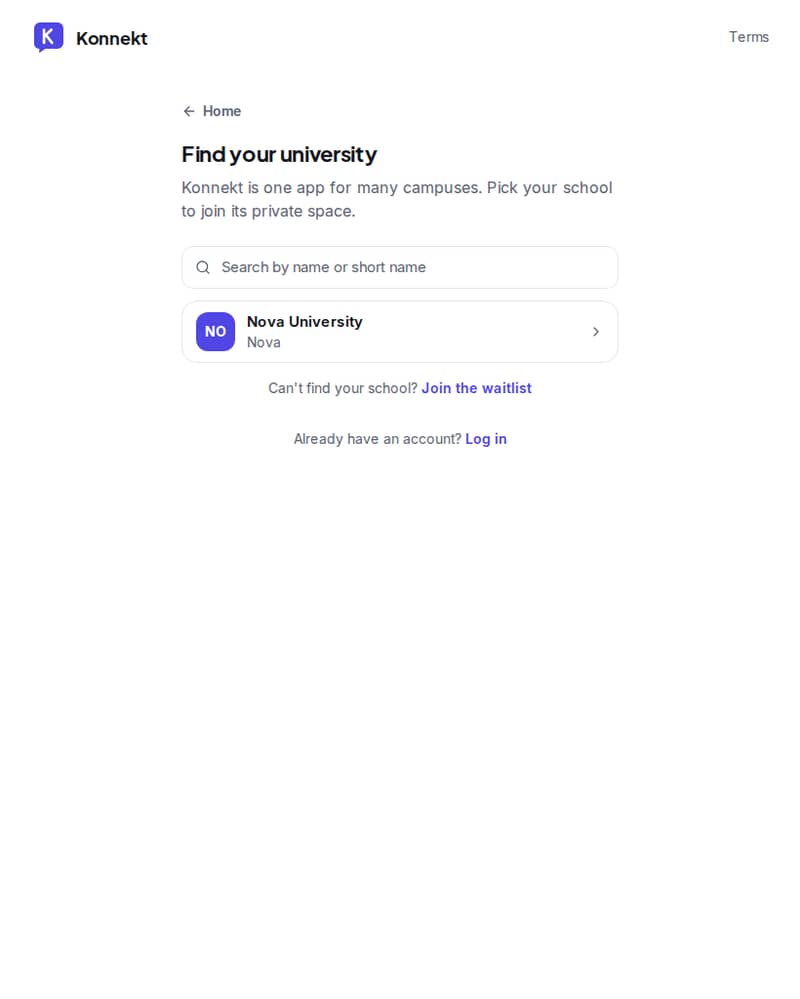 K Konnekt
Terms
← Home
Find your university
Konnekt is one app for many campuses. Pick your school
to join its private space.
Search by name or short name
NO
Nova University
Nova
Can't find your school? Join the waitlist
Already have an account? Log in